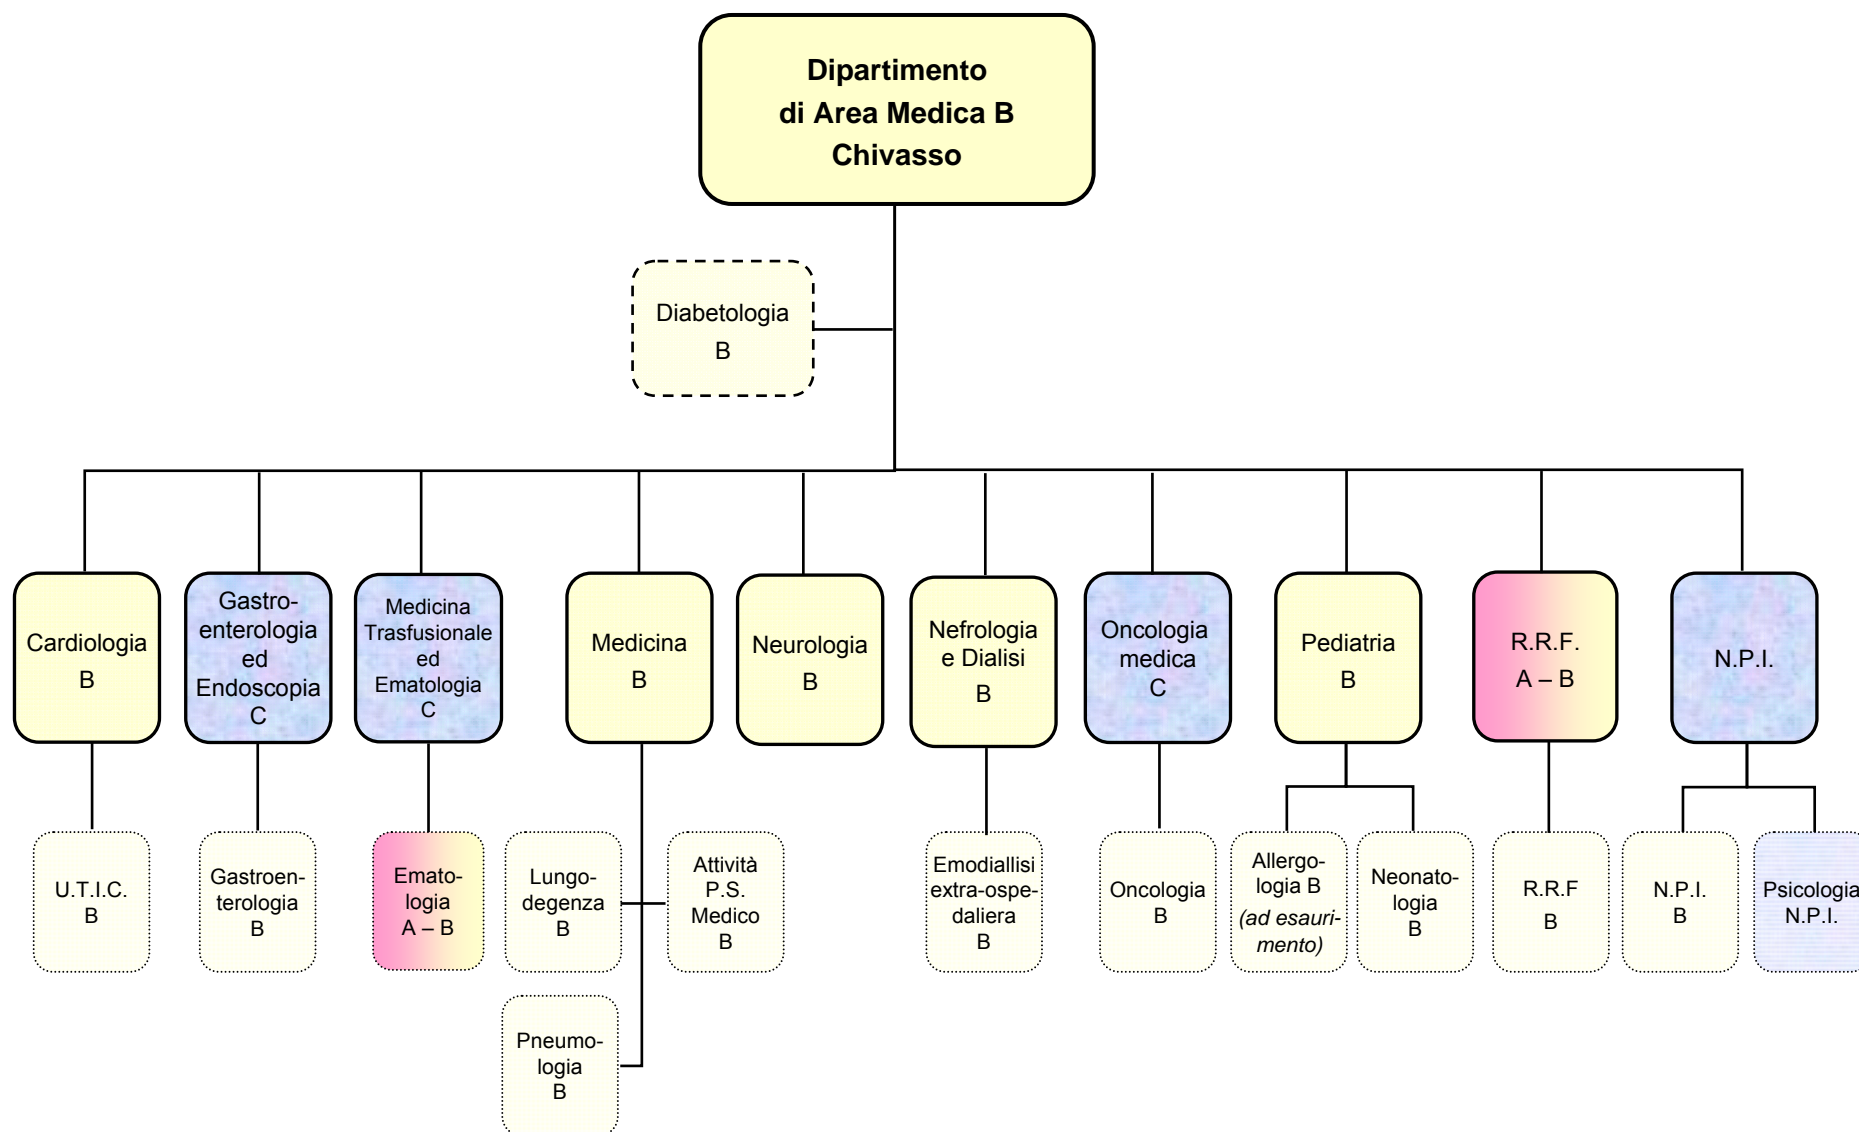 Dipartimento
di Area Medica B
Chivasso
Diabetologia
B
Cardiologia
B
Gastro-
enterologia
ed
Endoscopia
C
Medicina
Trasfusionale
ed
Ematologia
C
Medicina
B
Neurologia
B
Nefrologia
e Dialisi
B
Oncologia
medica
C
Pediatria
B
R.R.F.
A – B
N.P.I.
U.T.I.C.
B
Gastroen-
terologia
B
Emato-
logia
A – B
Lungo-
degenza
B
Attività
P.S.
Medico
B
Emodiallisi
extra-ospe-
daliera
B
Oncologia
B
Allergo-
logia B
(ad esauri-
mento)
Neonato-
logia
B
R.R.F
B
N.P.I.
B
Psicologia
N.P.I.
Pneumo-
logia
B